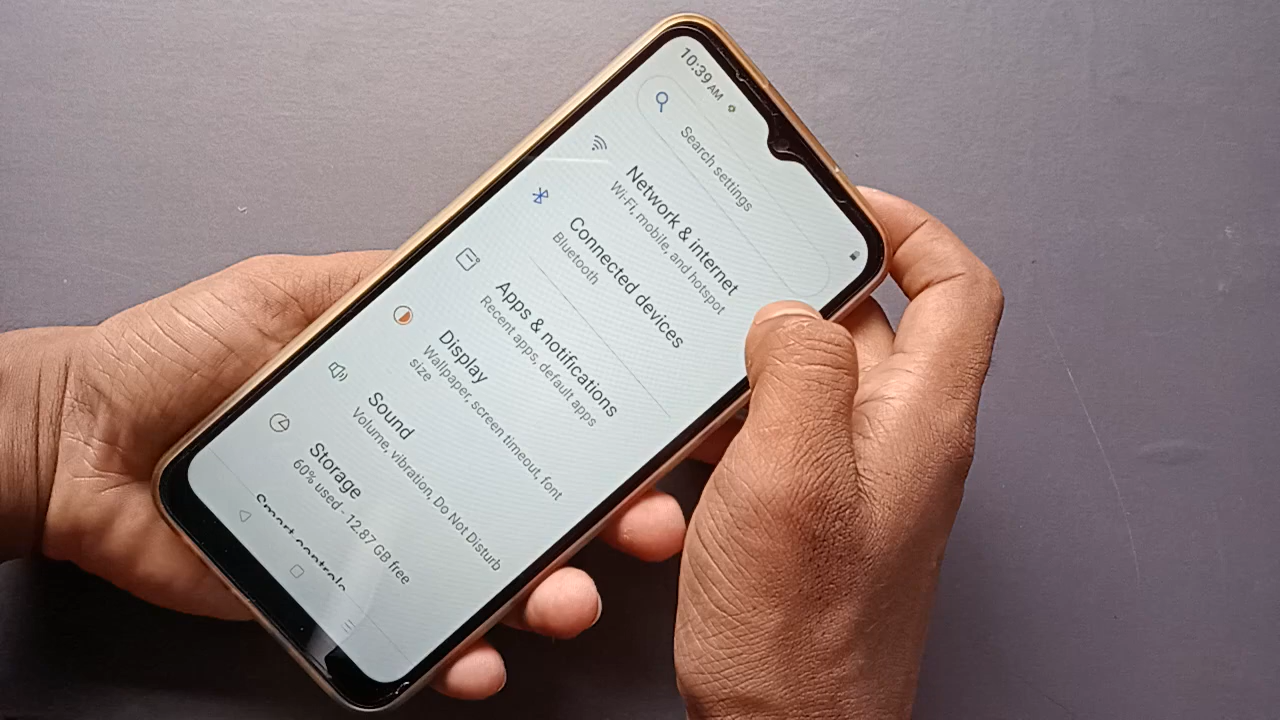 10:39 AM
Search settings
Network & internet
Wi-Fi, mobile, and hotspot
Connected devices
Bluetooth
Apps & notifications
Recent apps, default apps
Display
Wallpaper, screen timeout, font
size
Sound
Volume, vibration, Do Not Disturb
Storage
60% used - 12.87 GB free
Smart controls